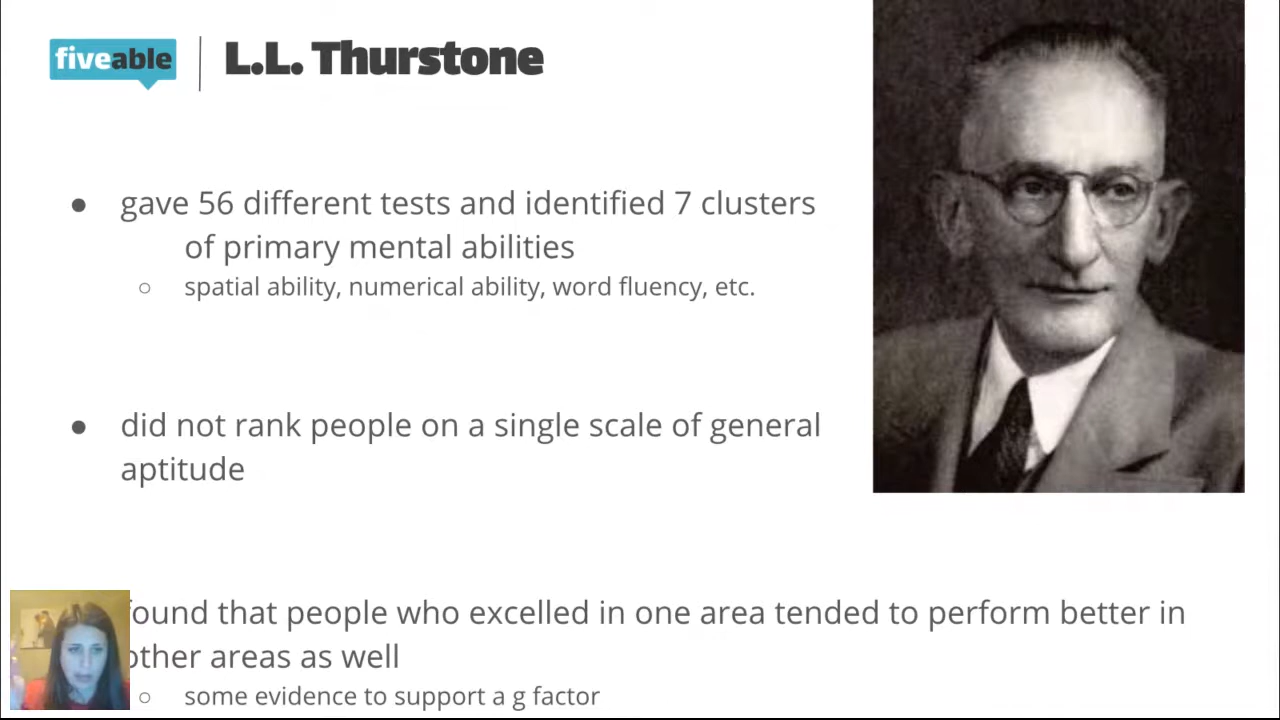 fiveable
L.L. Thurstone
● gave 56 different tests and identified 7 clusters
of primary mental abilities
○ spatial ability, numerical ability, word fluency, etc.
● did not rank people on a single scale of general
aptitude
found that people who excelled in one area tended to perform better in
other areas as well
○ some evidence to support a g factor